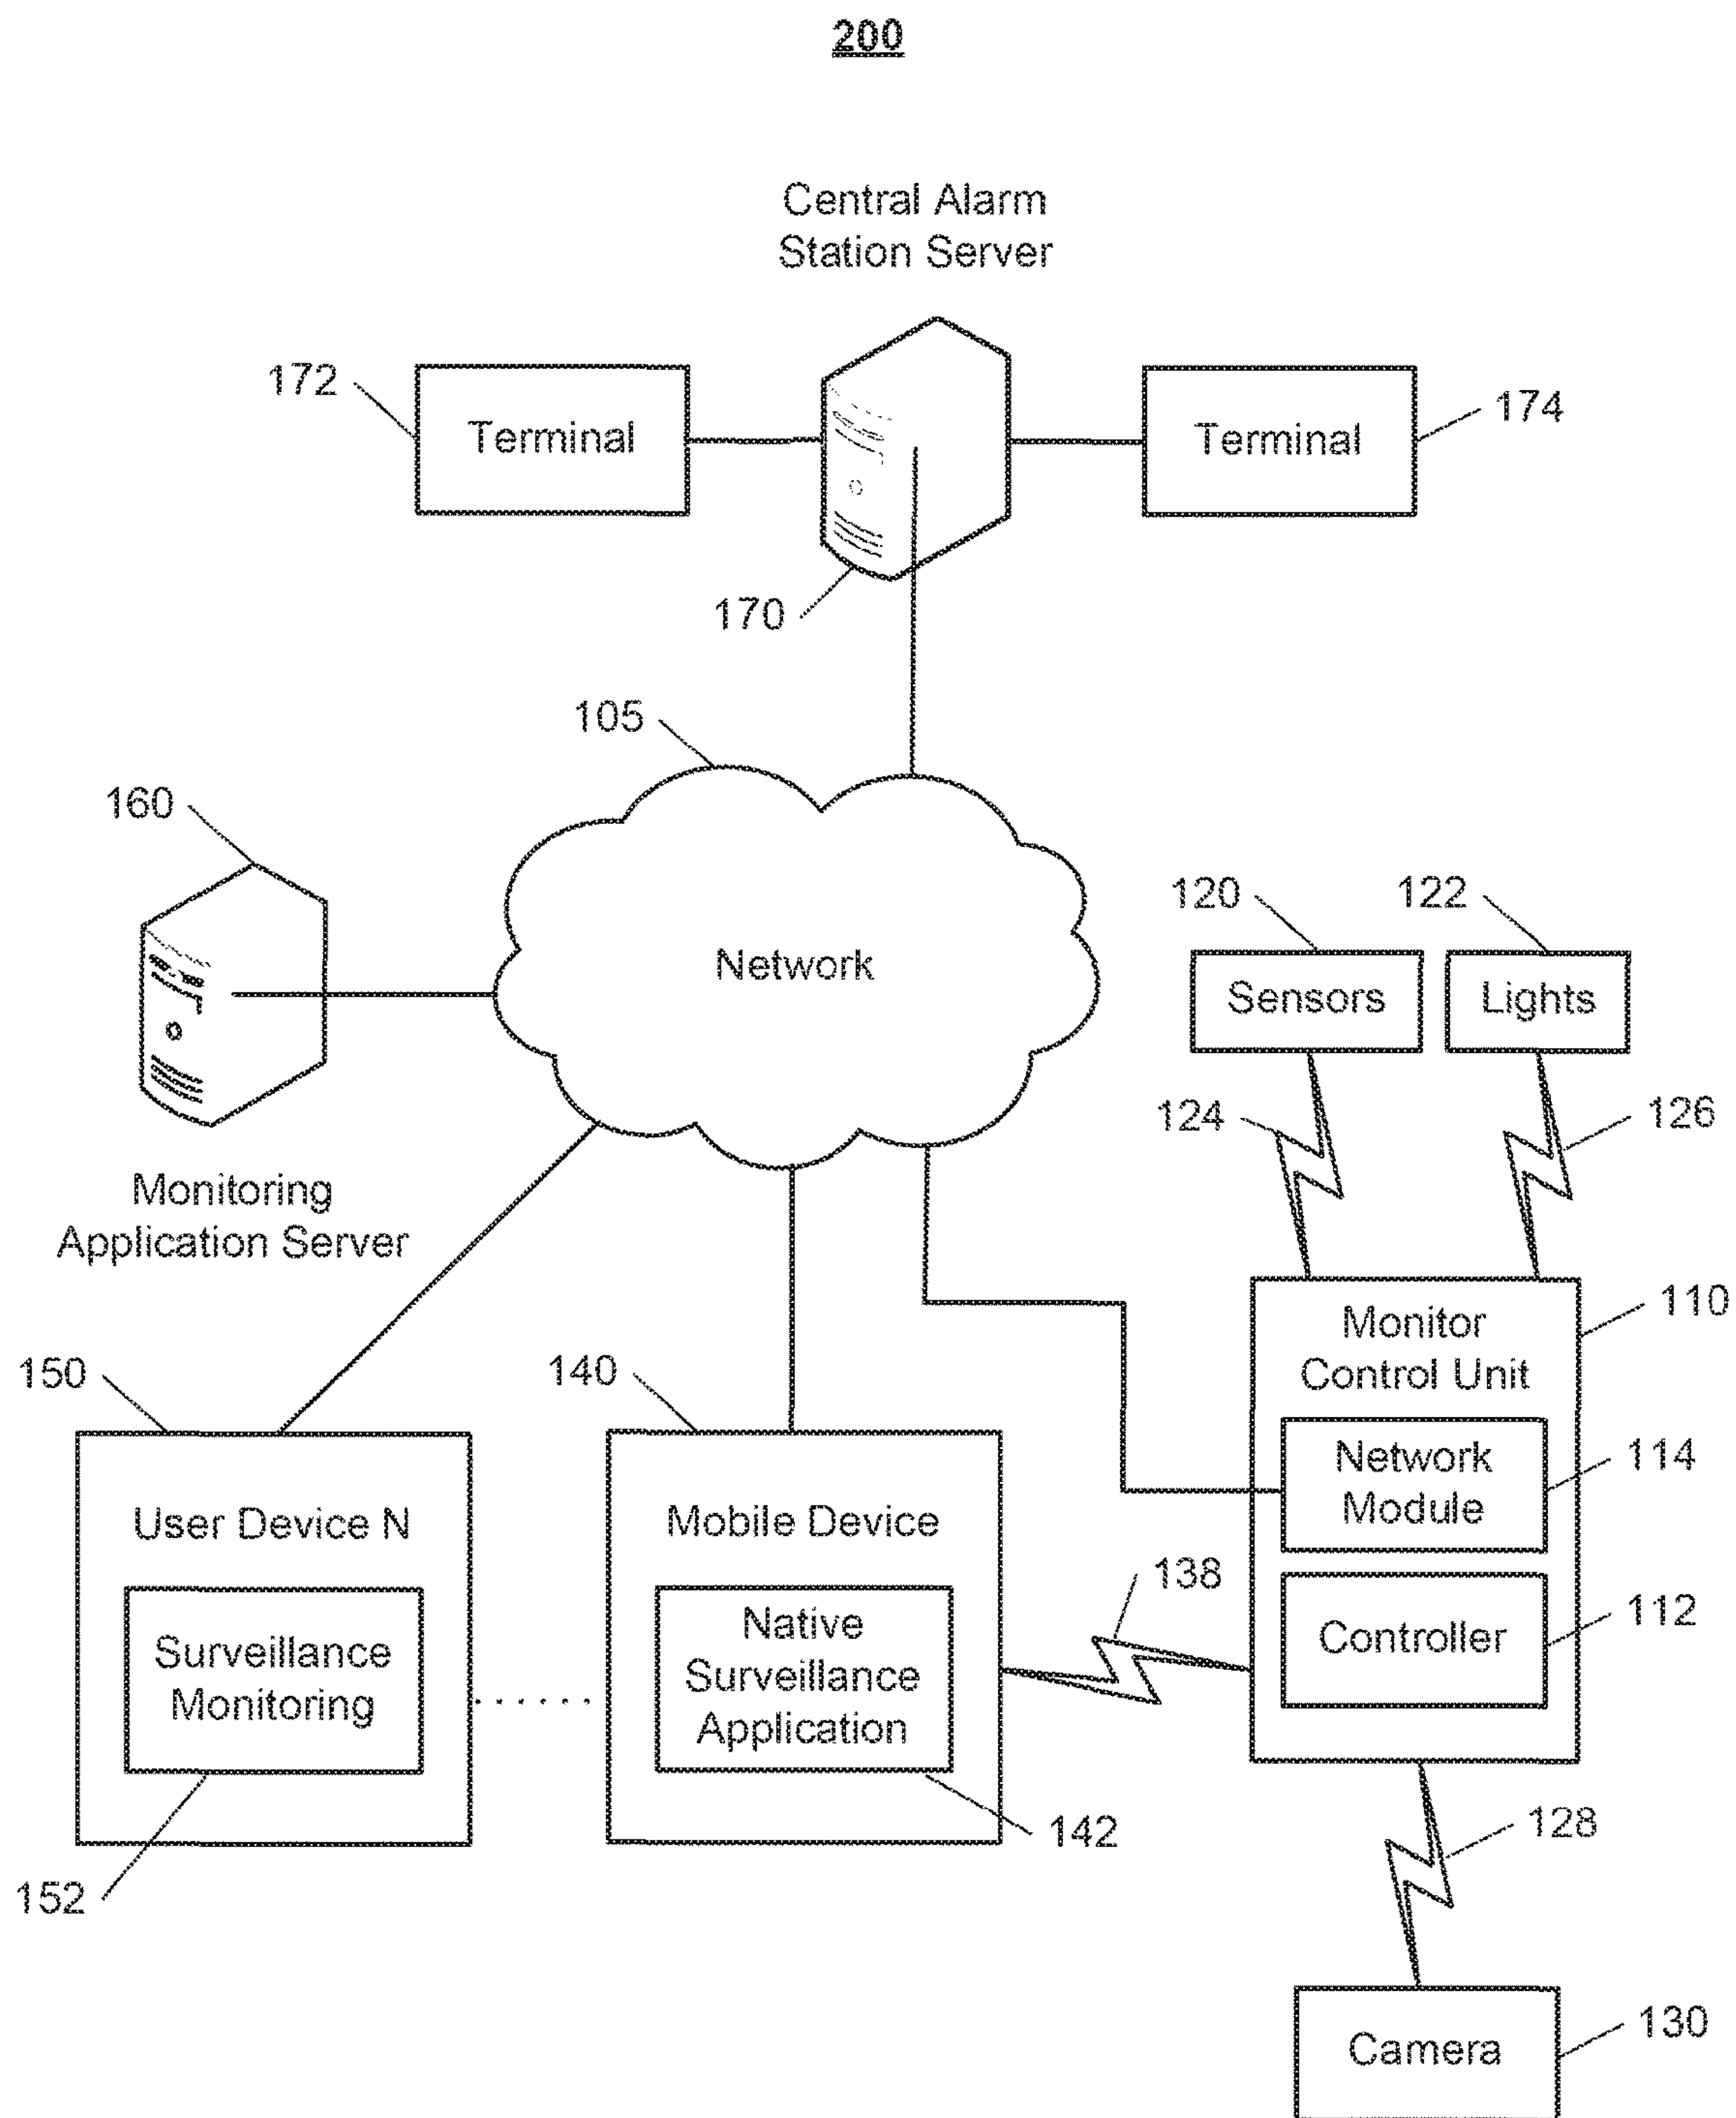 200
Central Alarm
Station Server
172
Terminal
Terminal
174
170
105
160
Network
120
122
Sensors
Lights
124
126
Monitoring
Application Server
110
Monitor
Control Unit
150
140
Network
Module
114
User Device N
Mobile Device
138
Controller
112
Surveillance
Monitoring
Native
Surveillance
Application
142
128
152
Camera
130